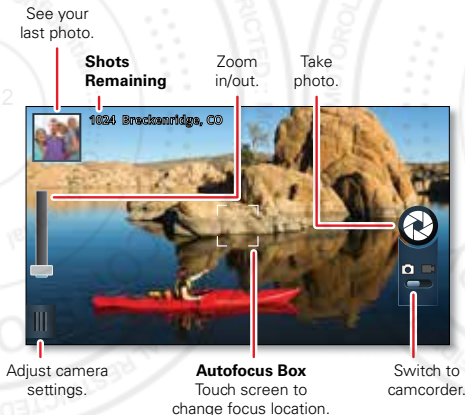 See your
last photo.
Shots
Remaining
Zoom
in/out.
Take
photo.
1024 Breckenridge, CO
Adjust camera
settings.
Autofocus Box
Touch screen to
change focus location.
Switch to
camcorder.